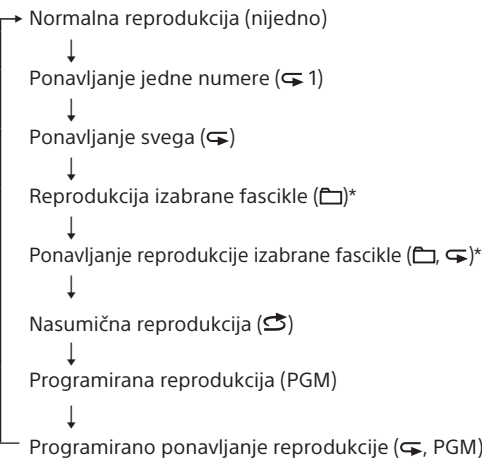 Normalna reprodukcija (nijedno)
Ponavljanje jedne numere (1)
Ponavljanje svega ()
Reprodukcija izabrane fascikle ()*
Ponavljanje reprodukcije izabrane fascikle (, )*
Nasumična reprodukcija ()
Programirana reprodukcija (PGM)
Programirano ponavljanje reprodukcije (, PGM)